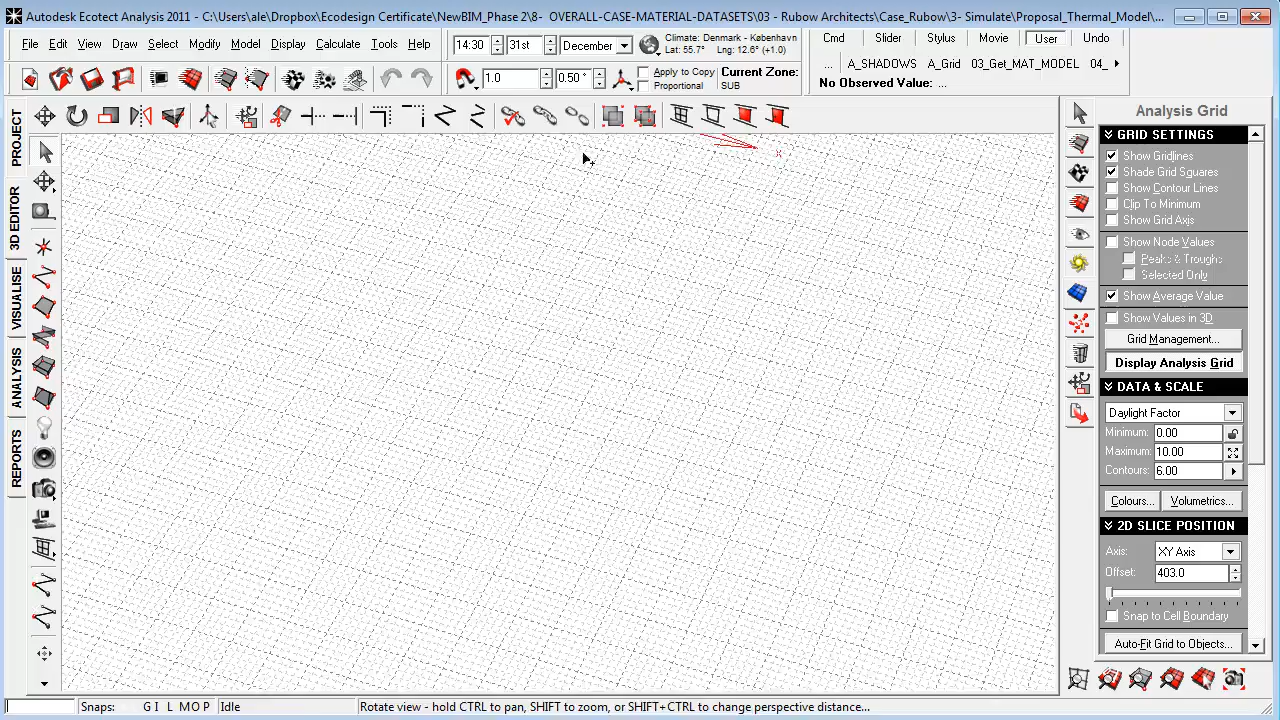 Autodesk Ecotect Analysis 2011 - C:\Users\ale\Dropbox\Ecodesign Certificate\NewBIM_Phase 2\8- OVERALL-CASE-MATERIAL-DATASETS\03 - Rubow Architects\Case_Rubow\3- Simulate\Proposal_Thermal_Model\...
File Edit View Draw Select Modify Model Display Calculate Tools Help
14:30 31st December
Climate: Denmark - København
Lat: 55.7° Lng: 12.6° (+1.0)
Cmd Slider Stylus Movie User Undo
... A_SHADOWS A_Grid 03_Get_MAT_MODEL 04_
No Observed Value: ...
1.0 0.50 °
Apply to Copy
Proportional
Current Zone:
SUB
PROJECT
3D EDITOR
VISUALISE
ANALYSIS
REPORTS
X
Analysis Grid
GRID SETTINGS
Show Gridlines
Shade Grid Squares
Show Contour Lines
Clip To Minimum
Show Grid Axis
Show Node Values
Peaks & Troughs
Selected Only
Show Average Value
Show Values in 3D
Grid Management...
Display Analysis Grid
DATA & SCALE
Daylight Factor
Minimum: 0.00
Maximum: 10.00
Contours: 6.00
Colours... Volumetrics...
2D SLICE POSITION
Axis: XY Axis
Offset: 403.0
Snap to Cell Boundary
Auto-Fit Grid to Objects...
Snaps: G I L M O P Idle Rotate view - hold CTRL to pan, SHIFT to zoom, or SHIFT+CTRL to change perspective distance...